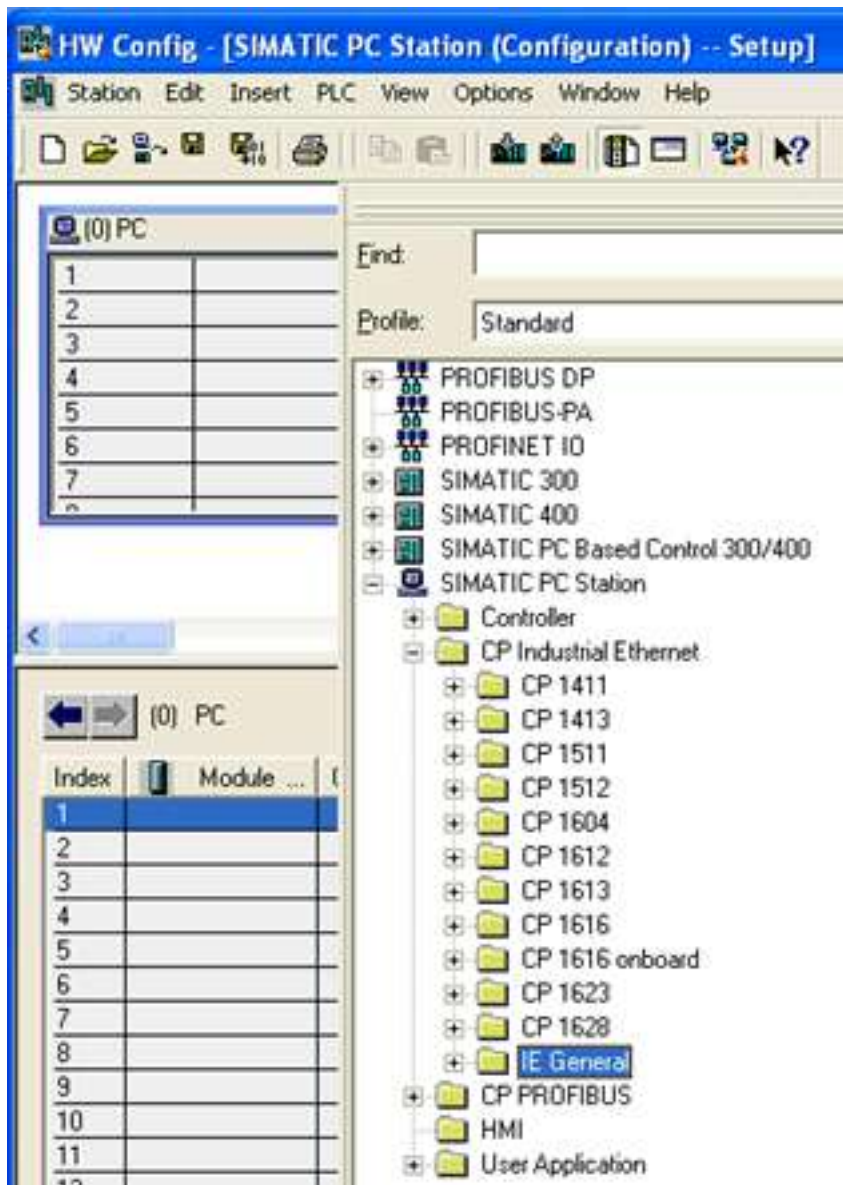 HW Config - [SIMATIC PC Station (Configuration) -- Setup]
Station Edit Insert PLC View Options Window Help
(0) PC
1
2
3
4
5
6
7
Find:
Profile: Standard
PROFIBUS DP
PROFIBUS-PA
PROFINET IO
SIMATIC 300
SIMATIC 400
SIMATIC PC Based Control 300/400
SIMATIC PC Station
Controller
CP Industrial Ethernet
CP 1411
CP 1413
CP 1511
CP 1512
CP 1604
CP 1612
CP 1613
CP 1616
CP 1616 onboard
CP 1623
CP 1628
IE General
CP PROFIBUS
HMI
User Application
(0) PC
Index Module ...
1
2
3
4
5
6
7
8
9
10
11